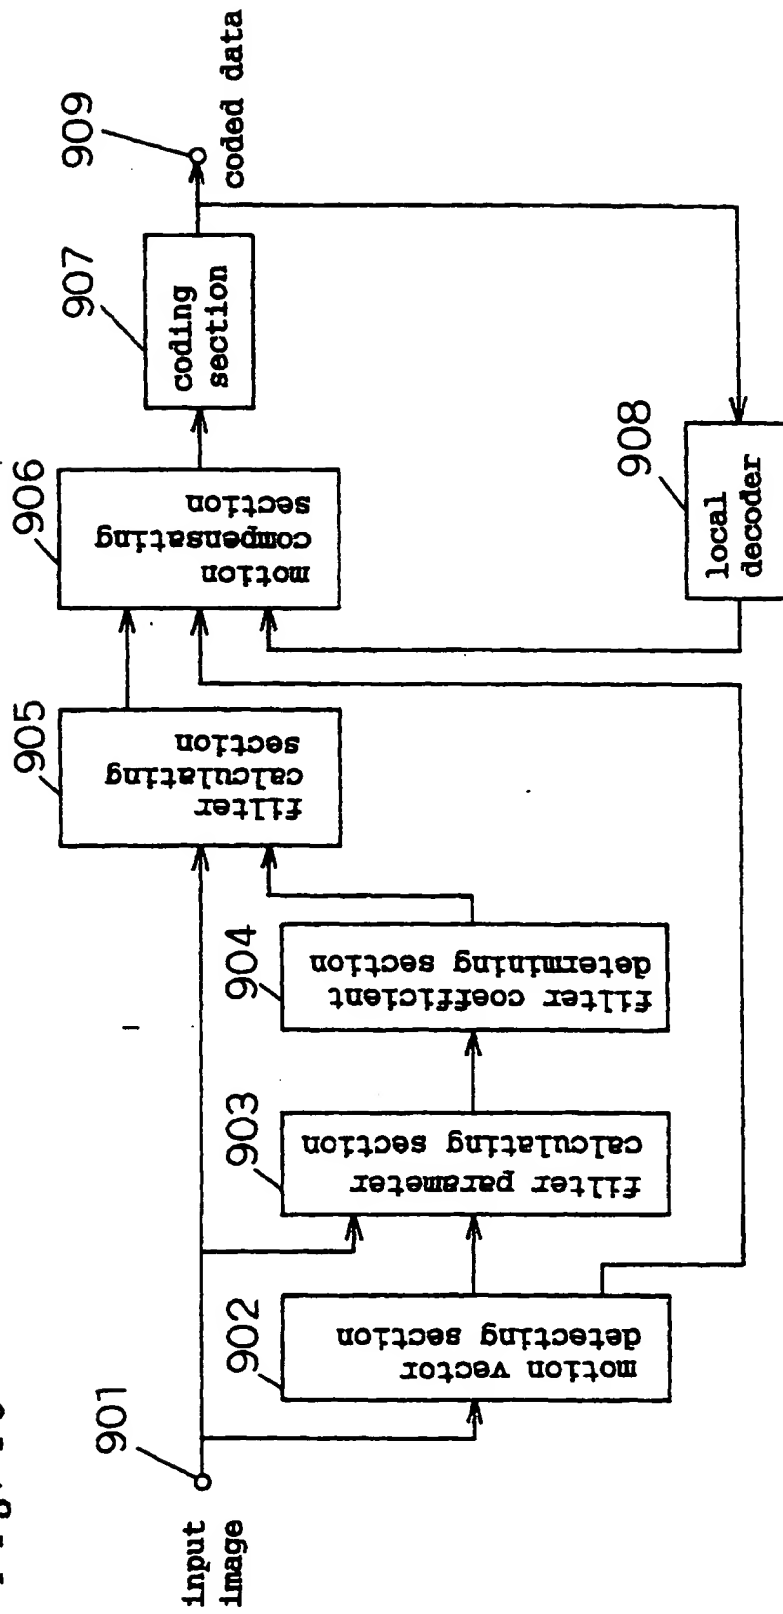 901
input
image
902
motion vector
detecting section
903
filter parameter
calculating section
904
filter coefficient
determining section
905
filter
calculating
section
906
motion
compensating
section
907
coding
section
908
local
decoder
909
coded data